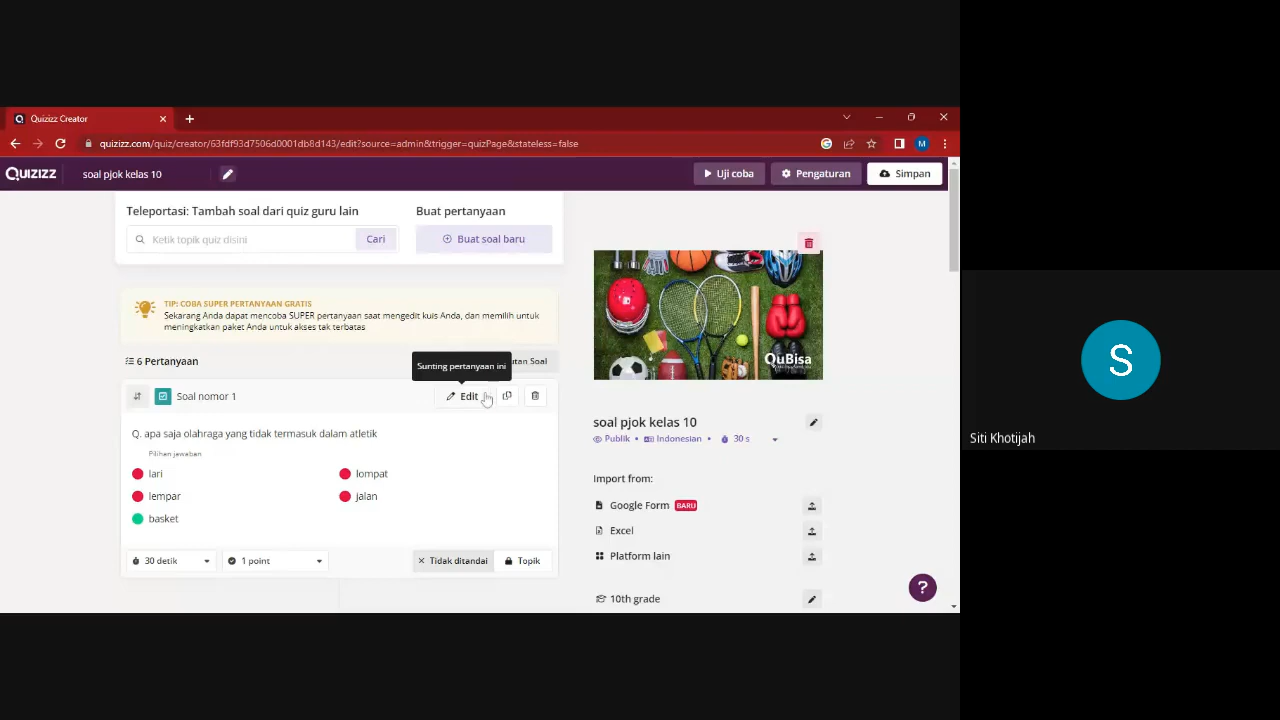 Quizizz Creator
quizizz.com/quiz/creator/63fdf93d7506d0001db8d143/edit?source=admin&trigger=quizPage&stateless=false
M
QUIZIZZ
soal pjok kelas 10
Uji coba
Pengaturan
Simpan
Teleportasi: Tambah soal dari quiz guru lain
Buat pertanyaan
Ketik topik quiz disini
Cari
Buat soal baru
TIP: COBA SUPER PERTANYAAN GRATIS
Sekarang Anda dapat mencoba SUPER pertanyaan saat mengedit kuis Anda, dan memilih untuk
meningkatkan paket Anda untuk akses tak terbatas
6 Pertanyaan
Sunting pertanyaan ini
utan Soal
Soal nomor 1
Edit
Q. apa saja olahraga yang tidak termasuk dalam atletik
Pilihan jawaban
lari
lompat
lempar
jalan
basket
30 detik
1 point
Tidak ditandai
Topik
QuBisa
soal pjok kelas 10
Publik • Indonesian • 30 s
Import from:
Google Form BARU
Excel
Platform lain
10th grade
?
S
Siti Khotijah